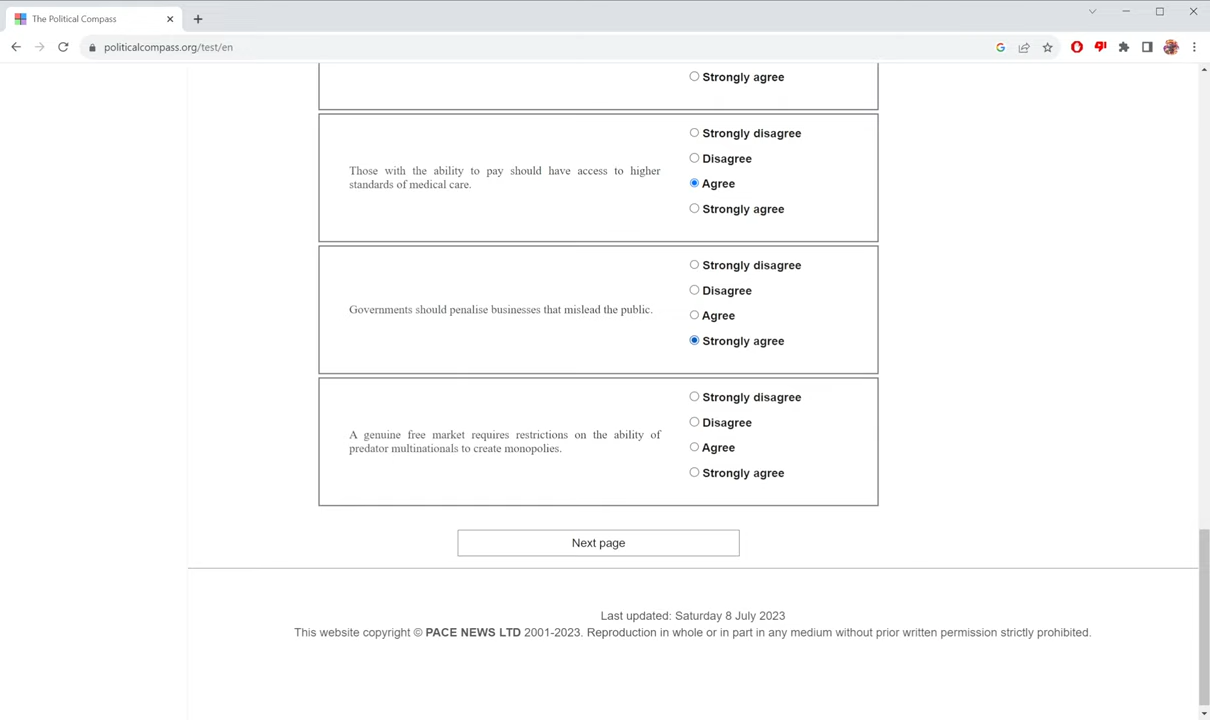 The Political Compass
politicalcompass.org/test/en
Strongly agree
Those with the ability to pay should have access to higher
standards of medical care.
Strongly disagree
Disagree
Agree
Strongly agree
Governments should penalise businesses that mislead the public.
Strongly disagree
Disagree
Agree
Strongly agree
A genuine free market requires restrictions on the ability of
predator multinationals to create monopolies.
Strongly disagree
Disagree
Agree
Strongly agree
Next page
Last updated: Saturday 8 July 2023
This website copyright © PACE NEWS LTD 2001-2023. Reproduction in whole or in part in any medium without prior written permission strictly prohibited.